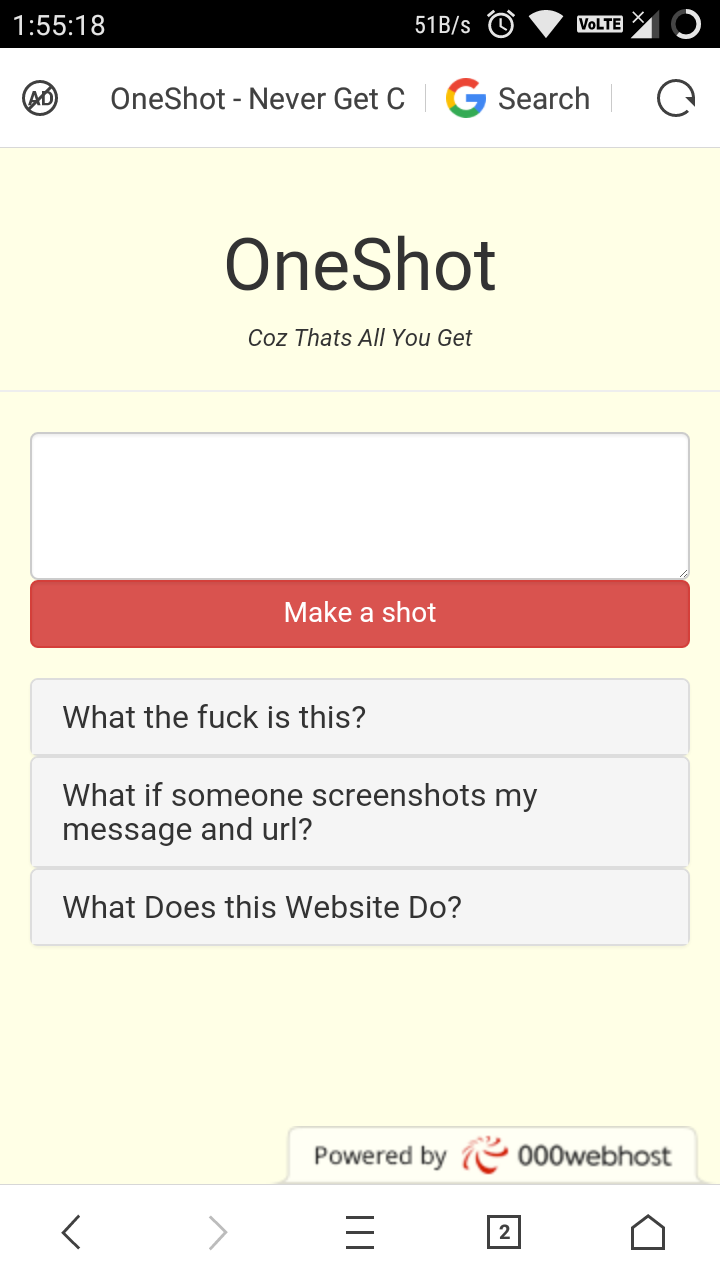 1:55:18
51B/s
VoLTE
AD
OneShot - Never Get C
Search
OneShot
Coz Thats All You Get
Make a shot
What the fuck is this?
What if someone screenshots my
message and url?
What Does this Website Do?
Powered by 000webhost
2